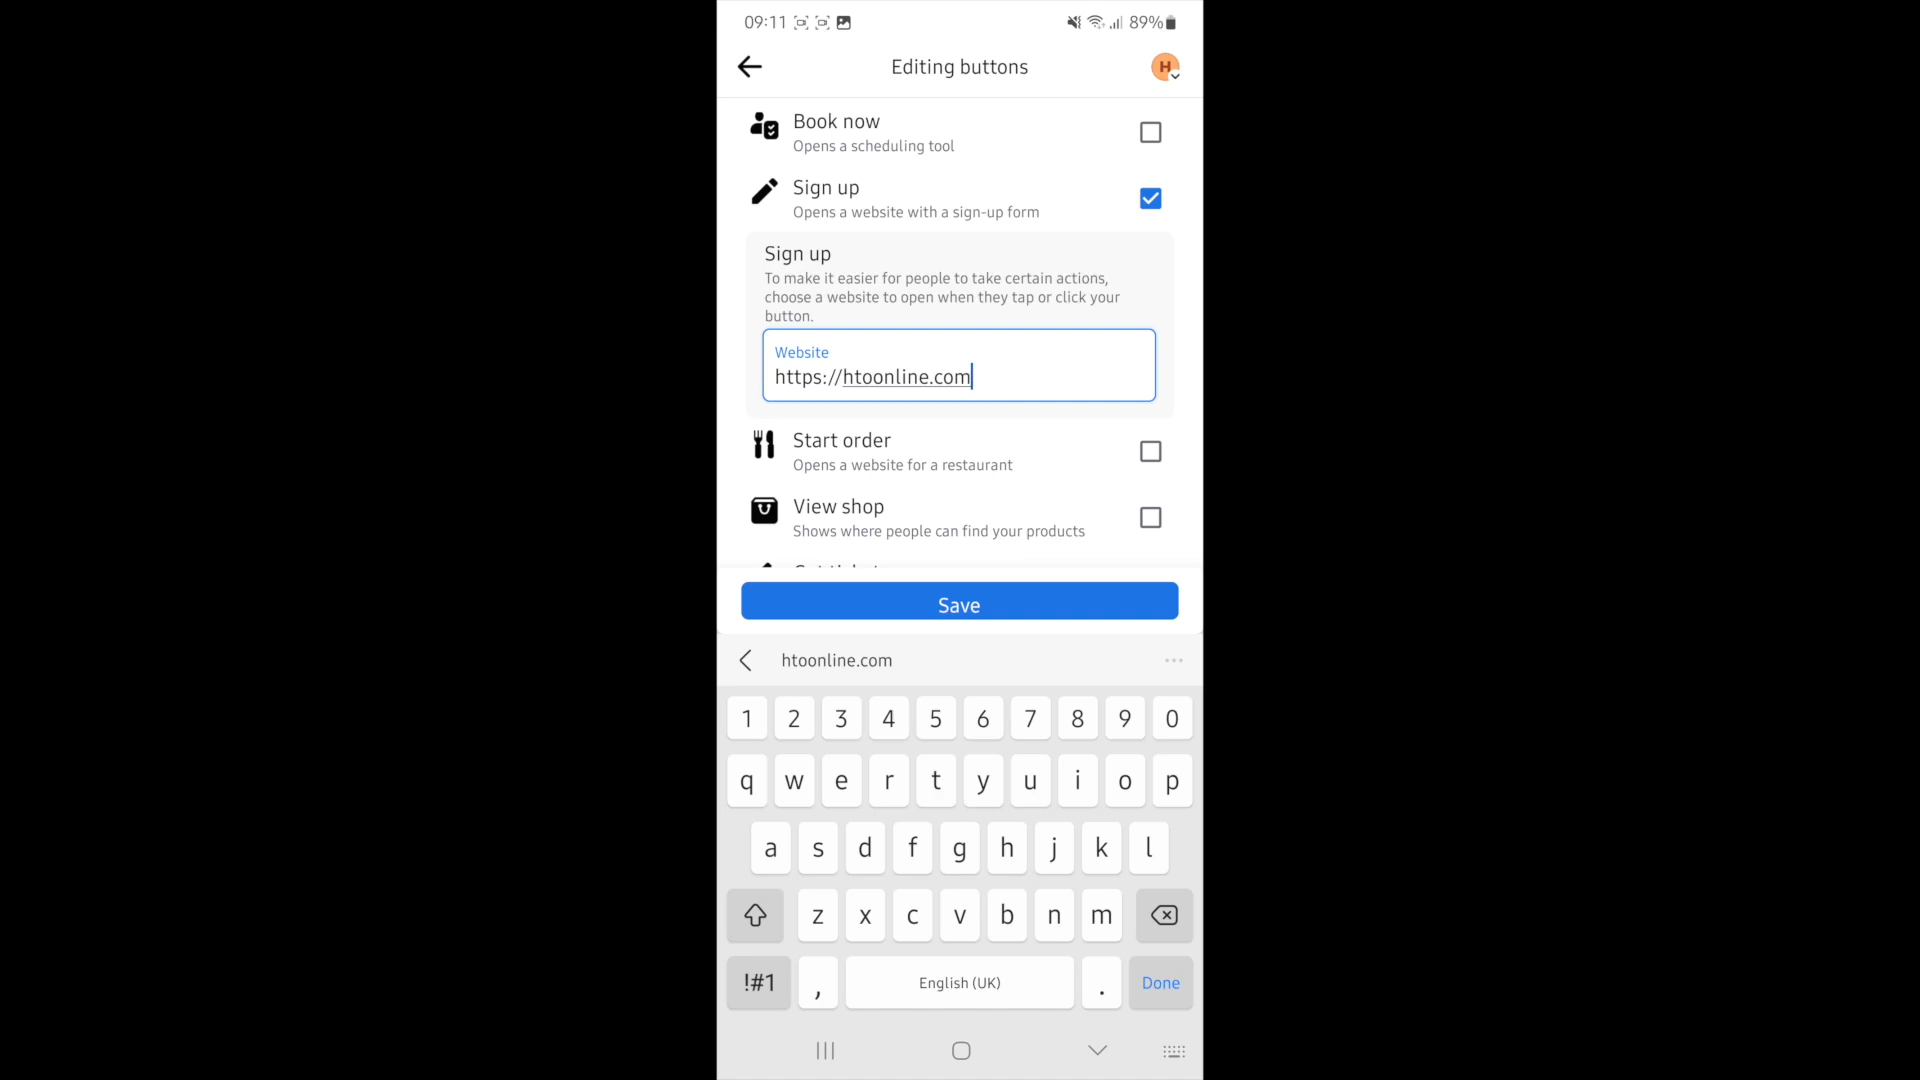 09:11 89%
Editing buttons
H
Book now
Opens a scheduling tool
Sign up
Opens a website with a sign-up form
Sign up
To make it easier for people to take certain actions,
choose a website to open when they tap or click your
button.
Website
https://htoonline.com
Start order
Opens a website for a restaurant
View shop
Shows where people can find your products
Save
htoonline.com
1 2 3 4 5 6 7 8 9 0
q w e r t y u i o p
a s d f g h j k l
z x c v b n m
!#1 , English (UK) . Done